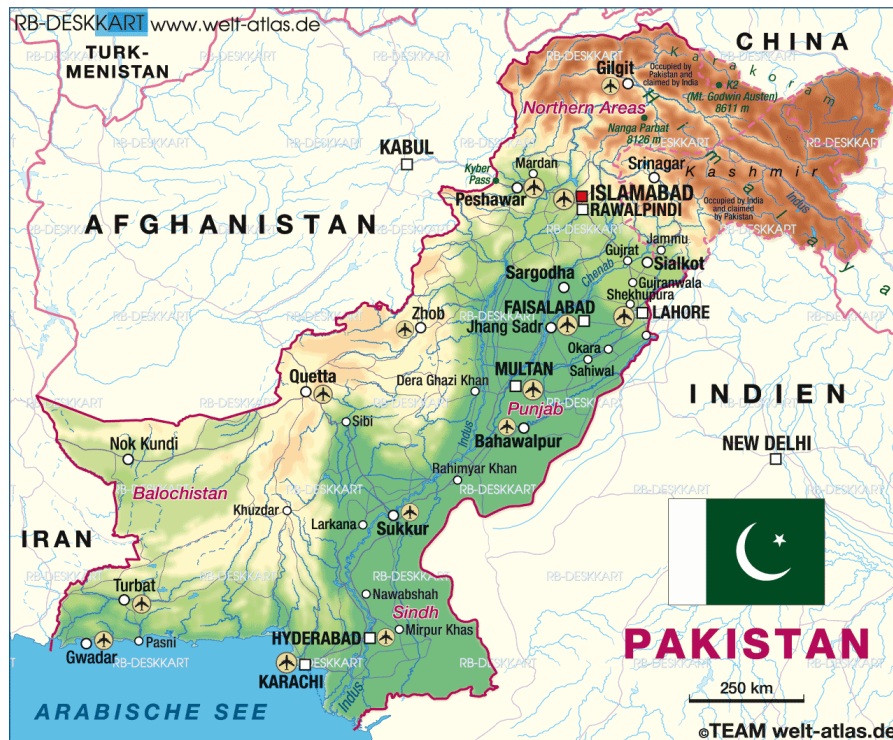 RB-DESKKART www.welt-atlas.de
TURK-
MENISTAN
CHINA
Karakoram
Gilgit
Occupied by
Pakistan and
claimed by India
K2
(Mt. Godwin Austen)
8611 m
Northern Areas
Nanga Parbat
8126 m
RB-DESKKART
KABUL
Mardan
Kyber
Pass
Srinagar
Kashmir
Himalaya
Indus
Peshawar
ISLAMABAD
RAWALPINDI
Occupied by India
and claimed
by Pakistan
AFGHANISTAN
Jammu
Gujrat
Sialkot
Chenab
Sargodha
Gujranwala
Shekhupura
FAISALABAD
LAHORE
Zhob
Jhang Sadr
Okara
Sahiwal
MULTAN
Quetta
Dera Ghazi Khan
INDIEN
Punjab
Sibi
Indus
Bahawalpur
Nok Kundi
NEW DELHI
Rahimyar Khan
Balochistan
Khuzdar
Larkana
Sukkur
IRAN
Turbat
Nawabshah
Sindh
Mirpur Khas
HYDERABAD
Pasni
Gwadar
KARACHI
Indus
PAKISTAN
250 km
ARABISCHE SEE
©TEAM welt-atlas.de